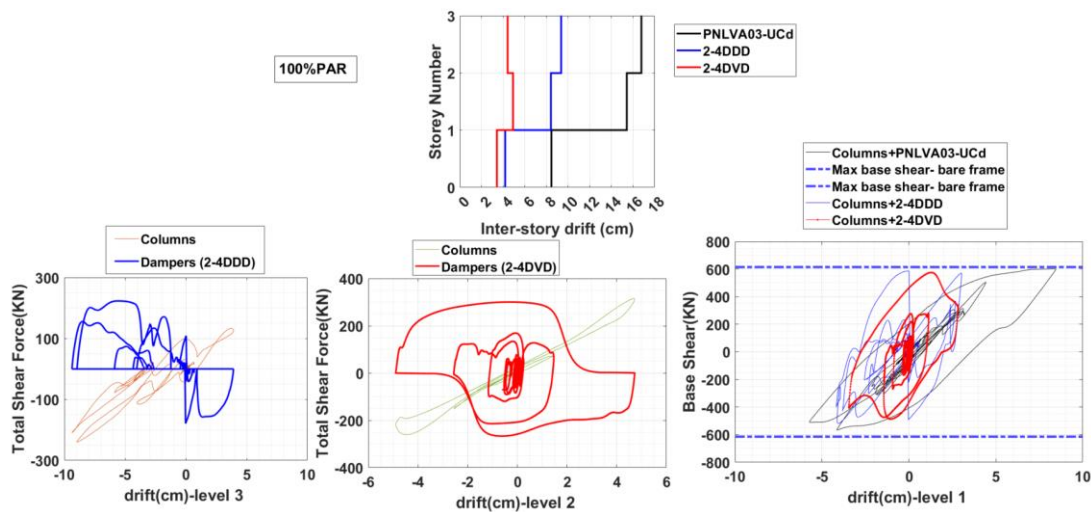 100%PAR
3
2
1
0
Storey Number
0 2 4 6 8 10 12 14 16 18
Inter-story drift (cm)
PNLVA03-UCd
2-4DDD
2-4DVD
Columns
Dampers (2-4DDD)
300
100
0
-100
-300
Total Shear Force(KN)
-10 -5 0 5 10
drift(cm)-level 3
Columns
Dampers (2-4DVD)
400
200
0
-200
-400
Total Shear Force(KN)
-6 -4 -2 0 2 4 6
drift(cm)-level 2
Columns+PNLVA03-UCd
Max base shear- bare frame
Max base shear- bare frame
Columns+2-4DDD
Columns+2-4DVD
800
600
400
200
0
-200
-400
-600
-800
Base Shear(KN)
-10 -5 0 5 10
drift(cm)-level 1